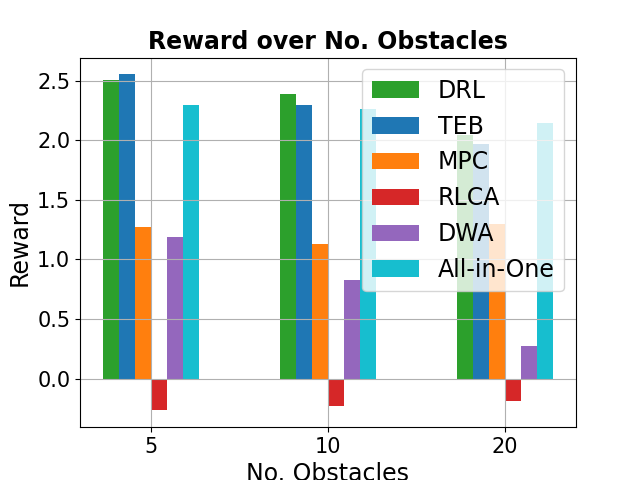 Reward over No. Obstacles
2.5
2.0
1.5
1.0
0.5
0.0
Reward
DRL
TEB
MPC
RLCA
DWA
All-in-One
5
10
20
No. Obstacles